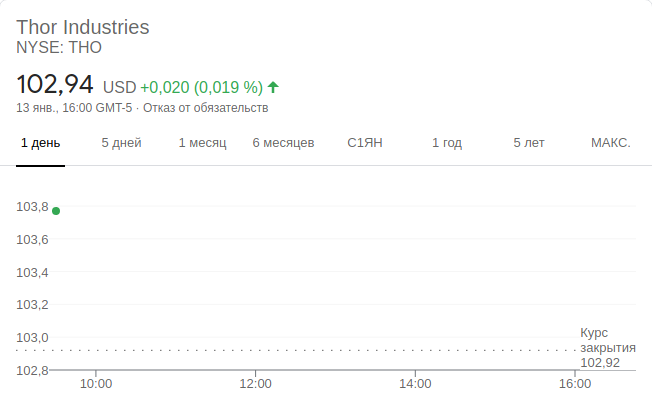 Thor Industries
NYSE: THO
102,94 USD +0,020 (0,019 %)
13 янв., 16:00 GMT-5 · Отказ от обязательств
1 день 5 дней 1 месяц 6 месяцев С1ЯН 1 год 5 лет МАКС.
103,8
103,6
103,4
103,2
103,0
Курс
закрытия
102,92
102,8
10:00 12:00 14:00 16:00